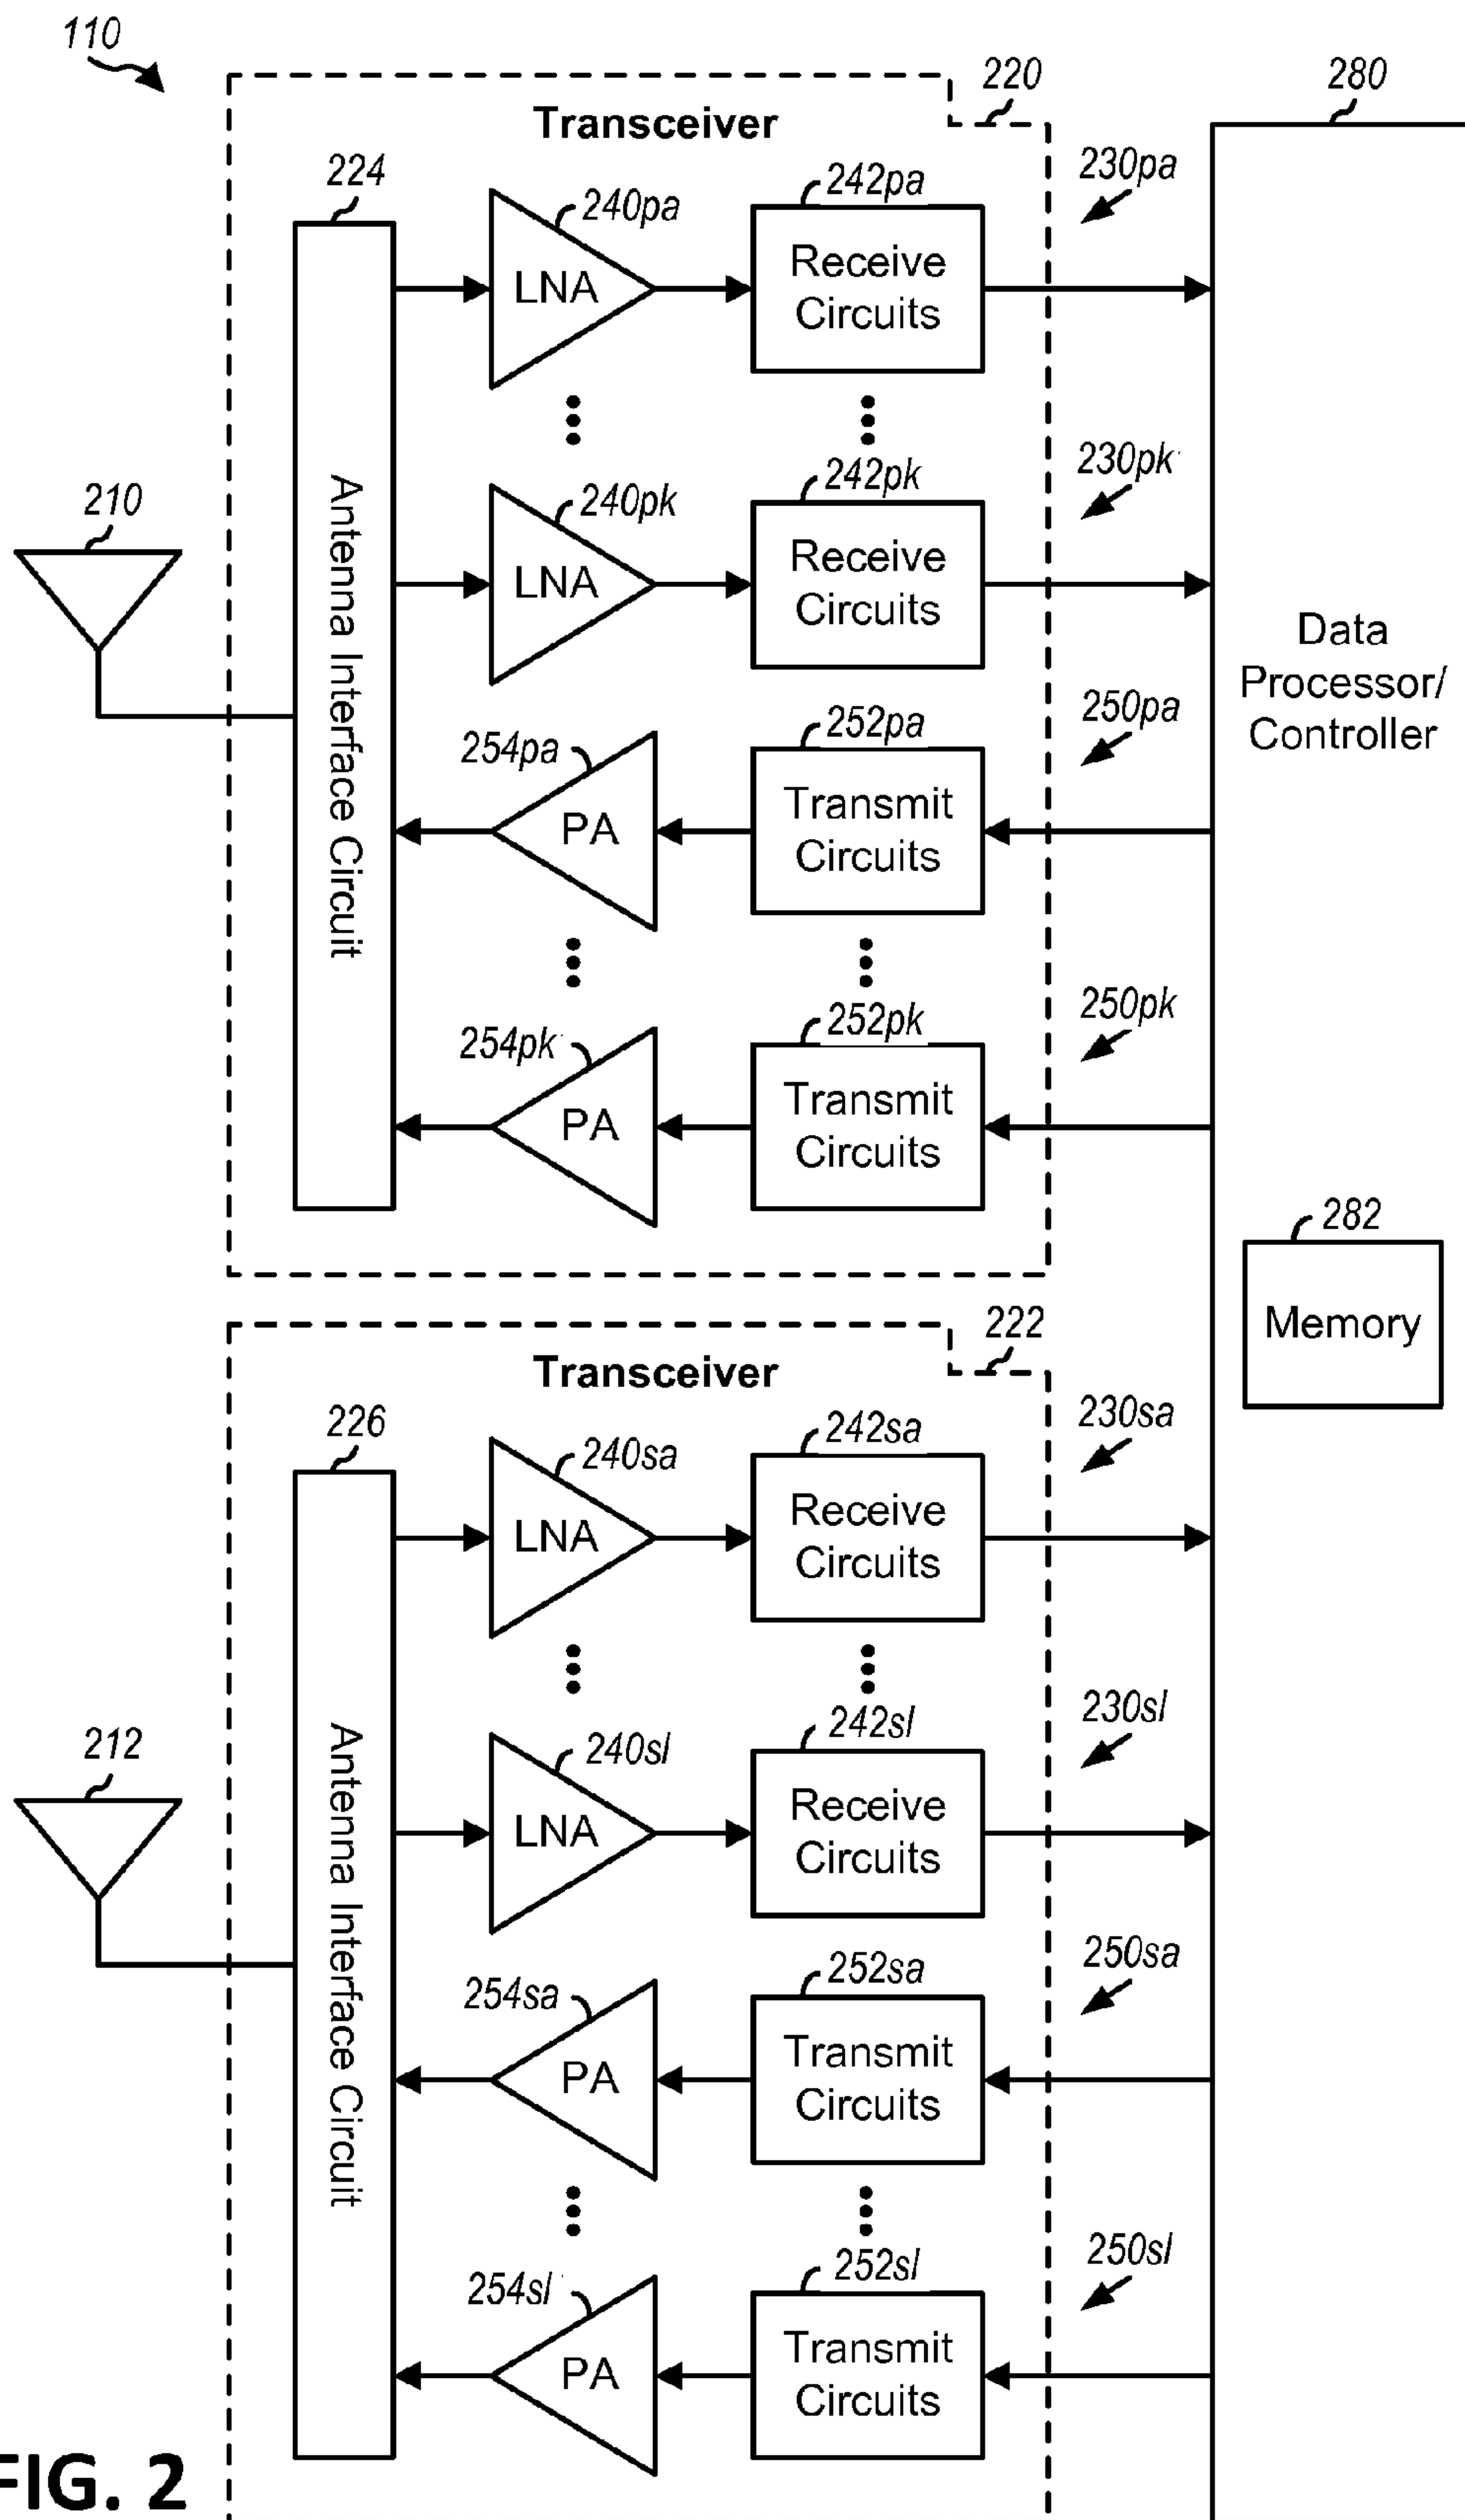 110
220
280
Transceiver
224
240pa
242pa
230pa
LNA
Receive
Circuits
240pk
242pk
230pk
LNA
Receive
Circuits
210
Antenna Interface Circuit
Data
Processor/
Controller
254pa
252pa
250pa
PA
Transmit
Circuits
254pk
252pk
250pk
PA
Transmit
Circuits
282
Memory
222
Transceiver
226
240sa
242sa
230sa
LNA
Receive
Circuits
240sl
242sl
230sl
LNA
Receive
Circuits
212
Antenna Interface Circuit
254sa
252sa
250sa
PA
Transmit
Circuits
254sl
252sl
250sl
PA
Transmit
Circuits
FIG. 2